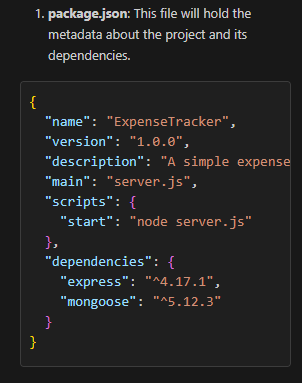 1. package.json: This file will hold the
metadata about the project and its
dependencies.
{
  "name": "ExpenseTracker",
  "version": "1.0.0",
  "description": "A simple expense
  "main": "server.js",
  "scripts": {
    "start": "node server.js"
  },
  "dependencies": {
    "express": "^4.17.1",
    "mongoose": "^5.12.3"
  }
}